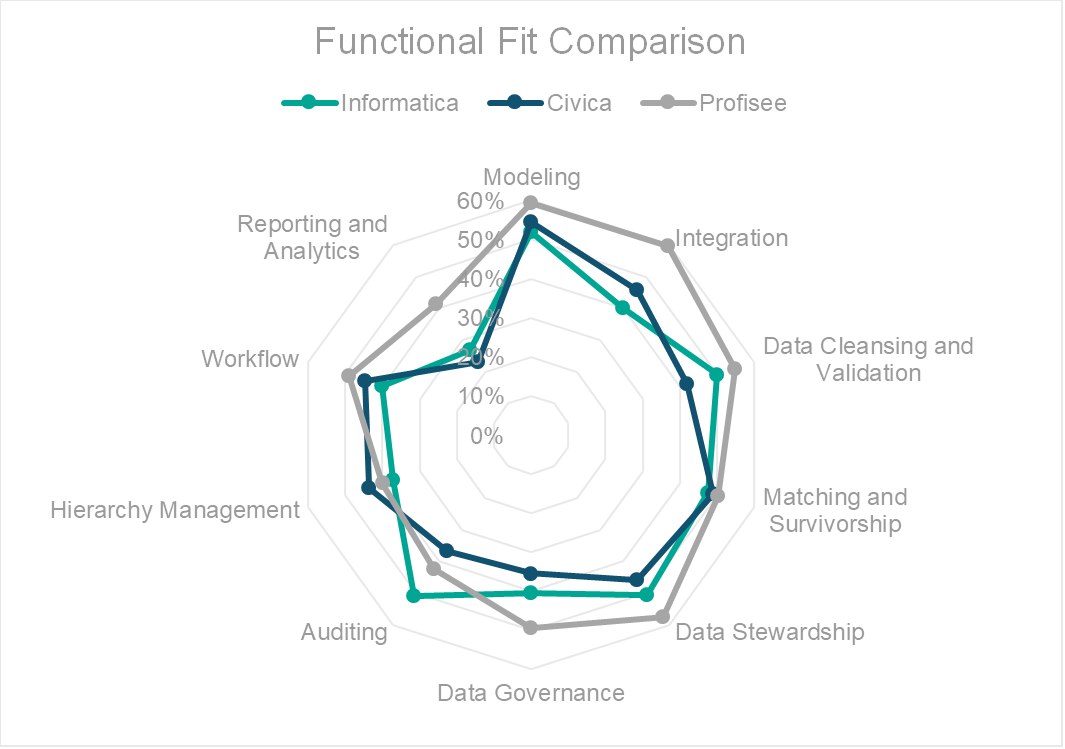 Functional Fit Comparison
Informatica
Civica
Profisee
Modeling
60%
50%
40%
30%
20%
10%
0%
Integration
Data Cleansing and
Validation
Matching and
Survivorship
Data Stewardship
Data Governance
Auditing
Hierarchy Management
Workflow
Reporting and
Analytics